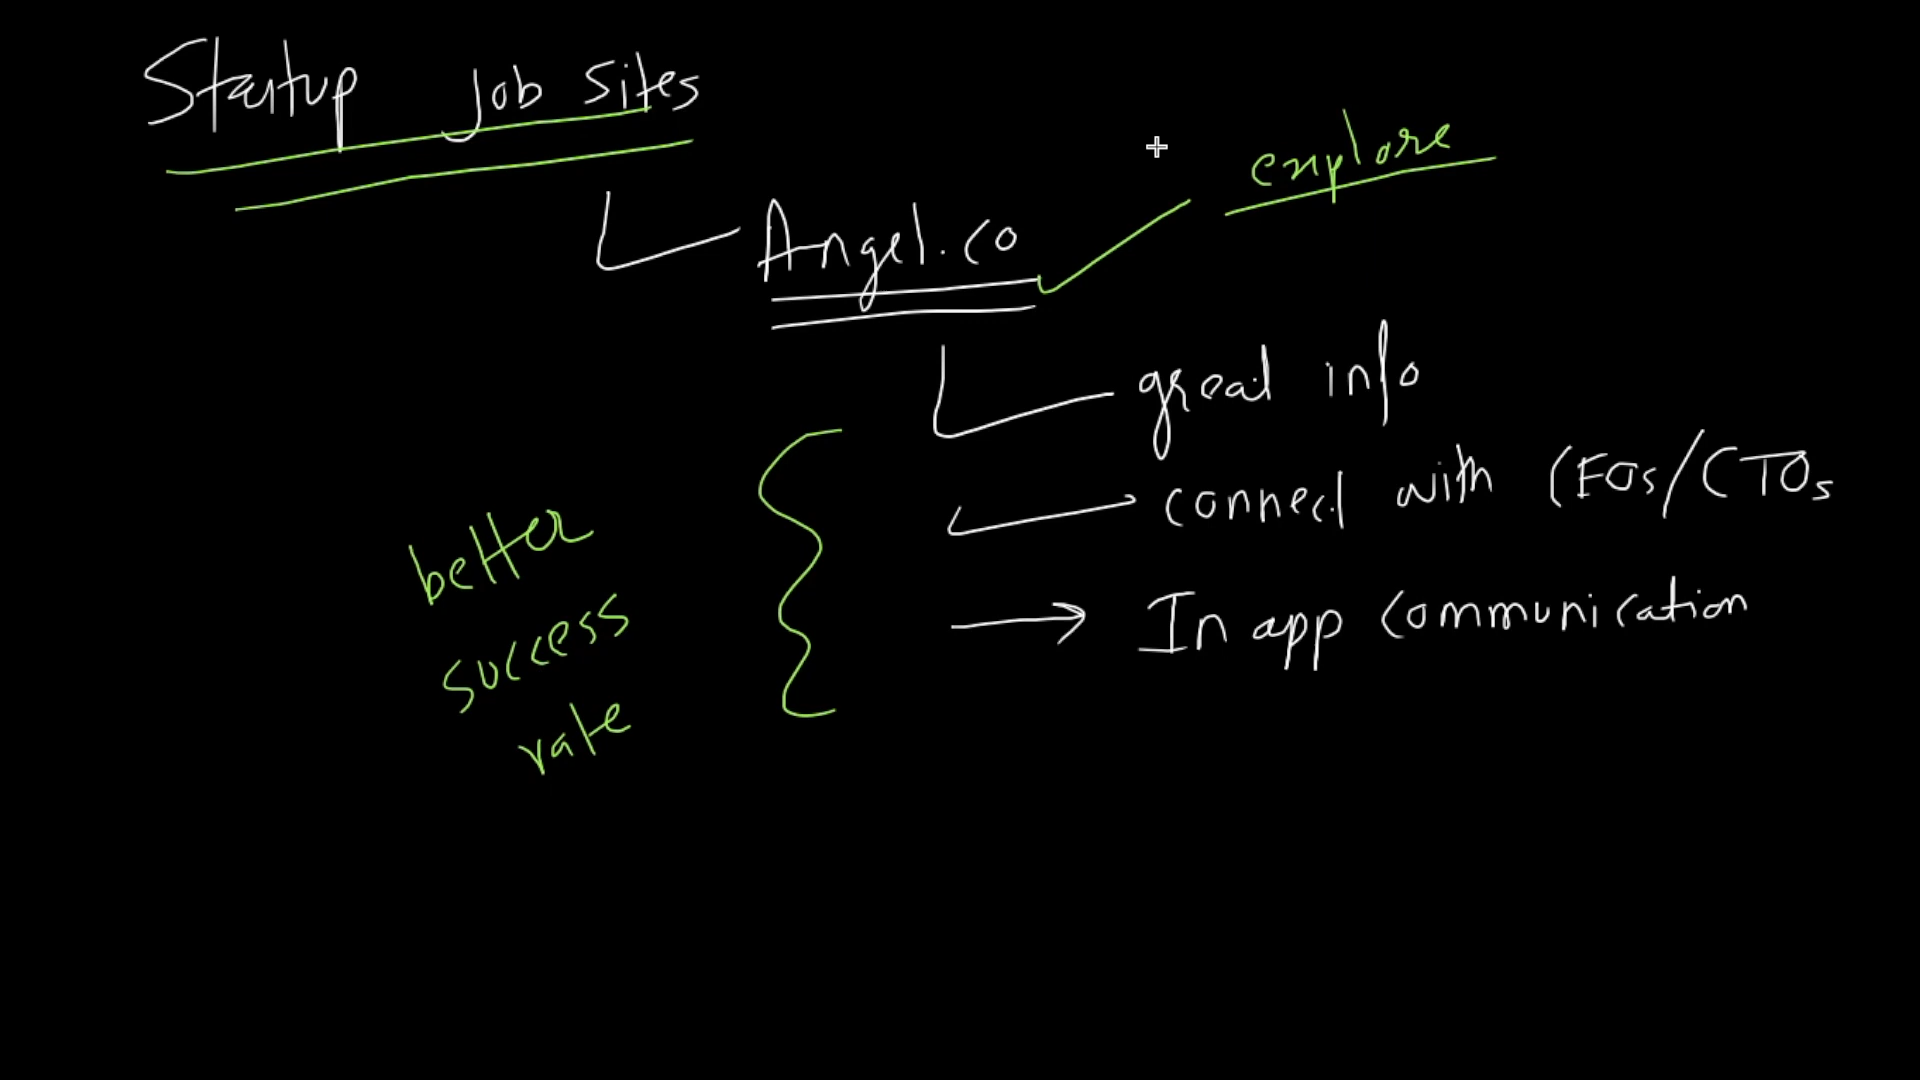 Startup Job Sites
explore
Angel.co
great info
connect with CEOs/CTOs
In app communication
better
success
rate